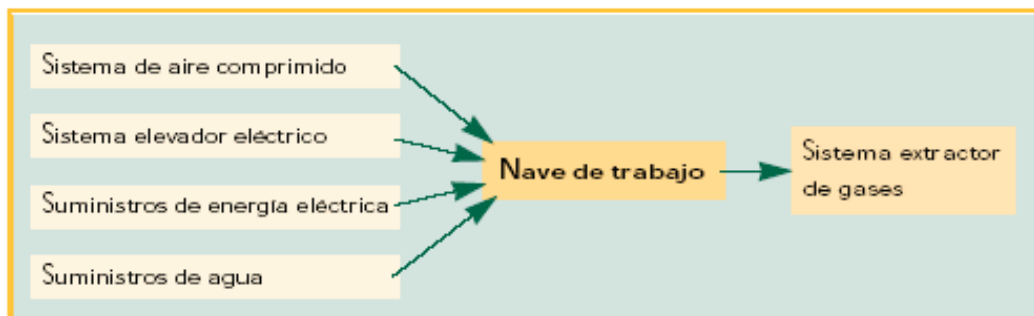 Sistema de aire comprimido
Sistema elevador eléctrico
Suministros de energía eléctrica
Suministros de agua
Nave de trabajo
Sistema extractor
de gases